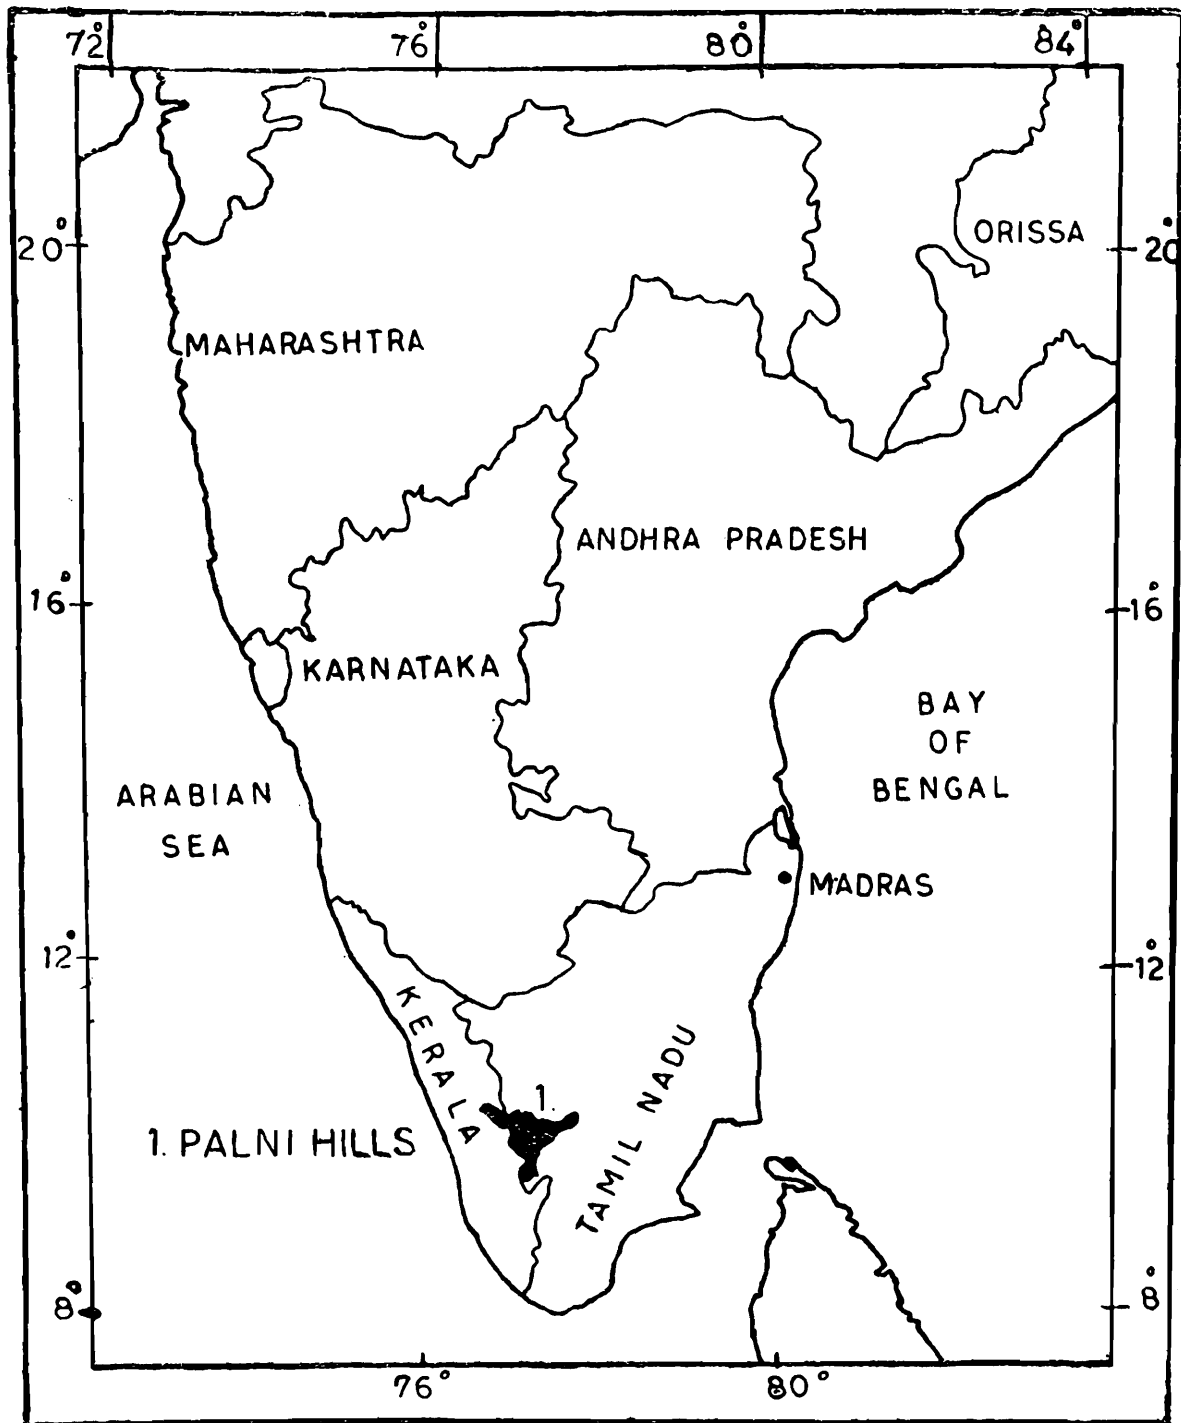 72° 76° 80° 84°
ORISSA
20° 20°
MAHARASHTRA
ANDHRA PRADESH
16° 16°
KARNATAKA
BAY
OF
BENGAL
ARABIAN
SEA
MADRAS
12° 12°
KERALA
TAMIL NADU
1.
1. PALNI HILLS
8° 8°
76° 80°